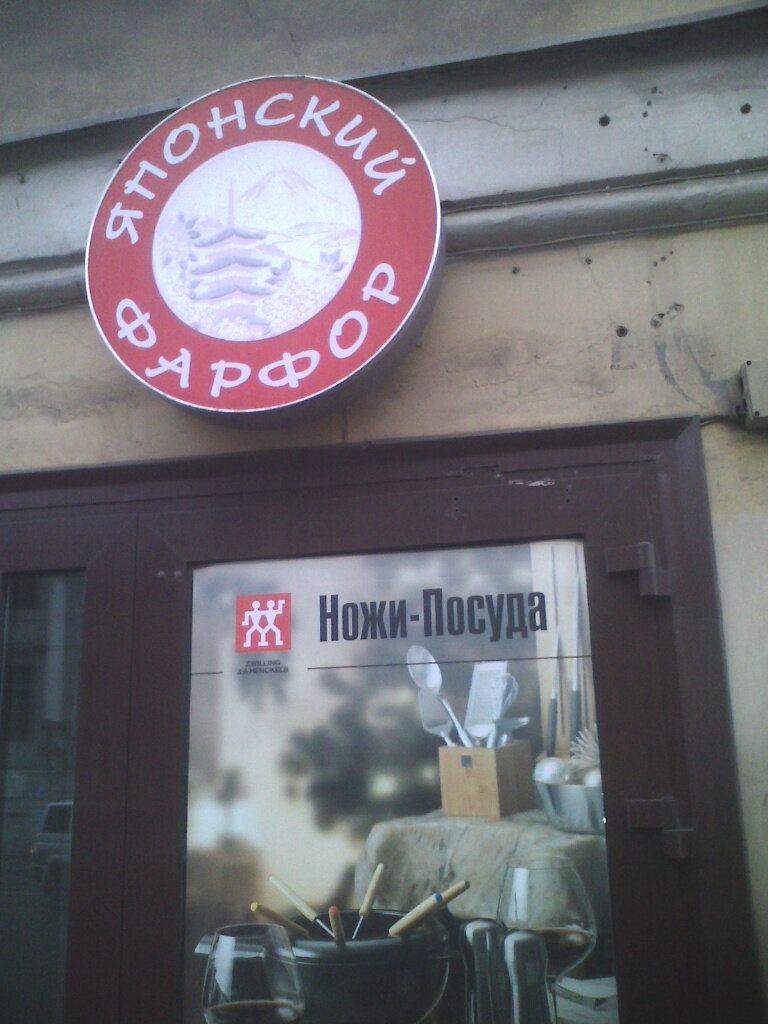 ЯПОНСКИЙ
ФАРФОР
Ножи-Посуда
ZWILLING
J.A.HENCKELS